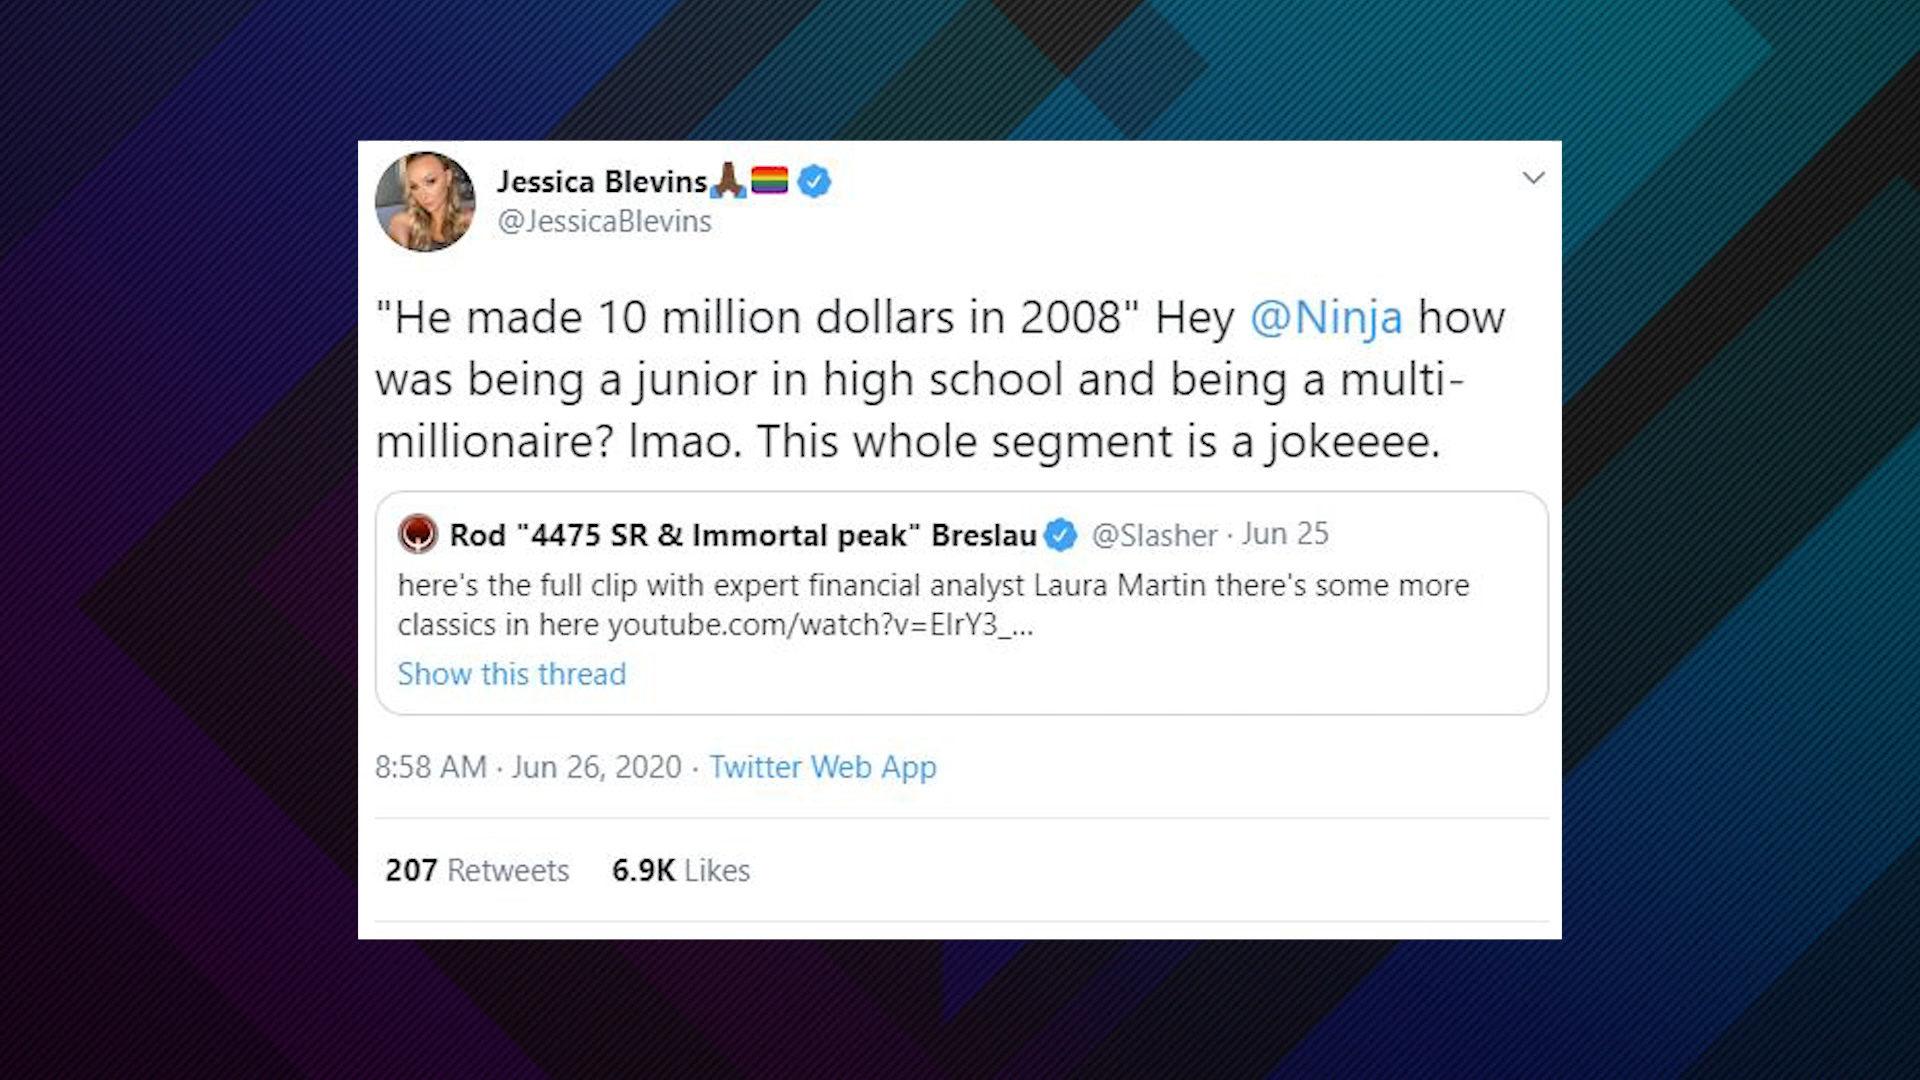 Jessica Blevins🙏🏾🏳️‍🌈
@JessicaBlevins
"He made 10 million dollars in 2008" Hey @Ninja how
was being a junior in high school and being a multi-
millionaire? lmao. This whole segment is a jokeeee.
Rod "4475 SR & Immortal peak" Breslau @Slasher · Jun 25
here's the full clip with expert financial analyst Laura Martin there's some more
classics in here youtube.com/watch?v=EIrY3_...
Show this thread
8:58 AM · Jun 26, 2020 · Twitter Web App
207 Retweets 6.9K Likes